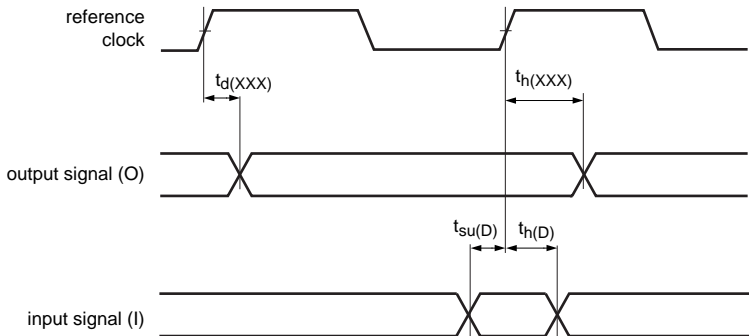 reference
clock
td(XXX)
th(XXX)
output signal (O)
tsu(D)
th(D)
input signal (I)